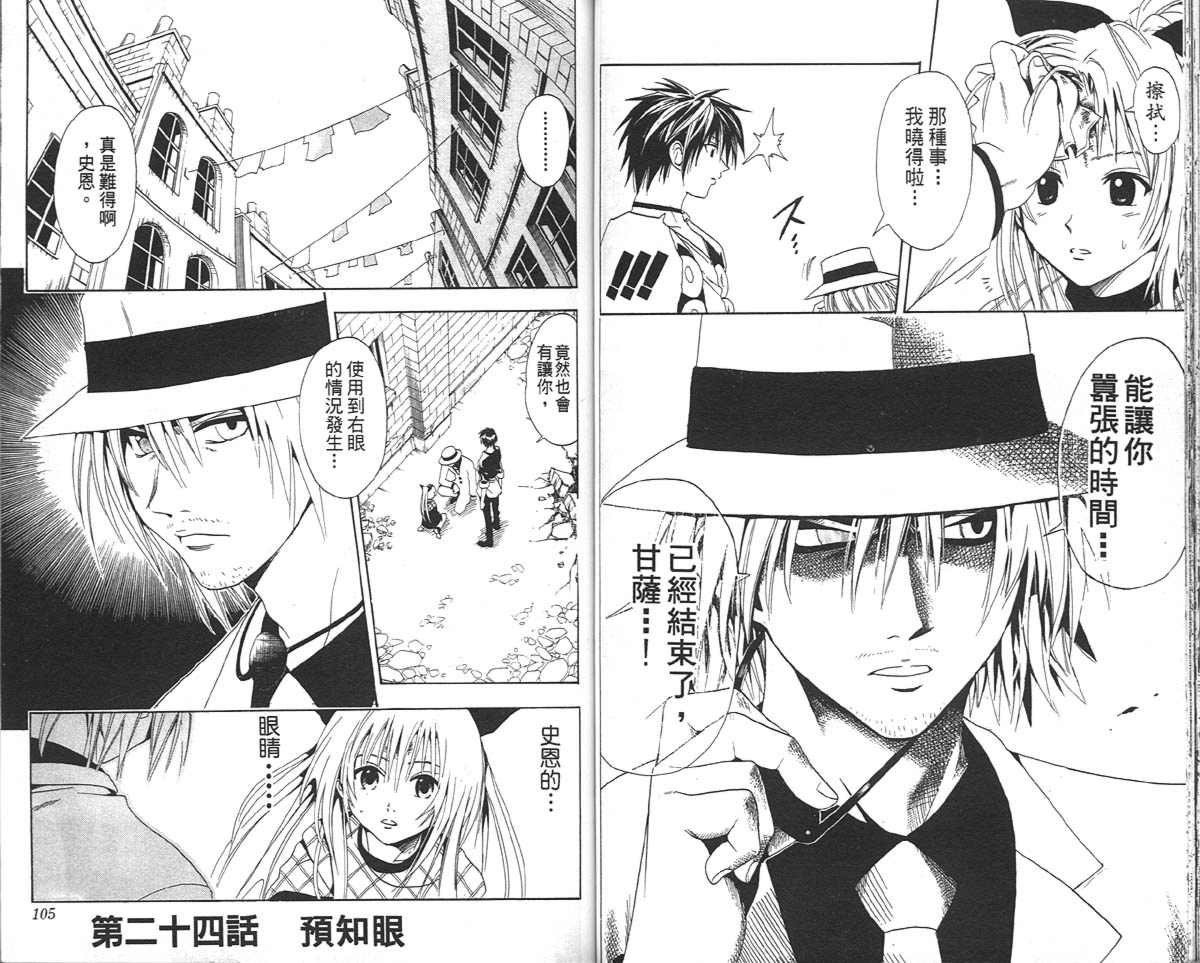 擦拭…
那種事…
我曉得啦…
ス…
!!!
能讓你
囂張的時間…
已經結束了，
甘薩……！
…………
真是難得啊
，史恩。
竟然也會
有讓你，
使用到右眼
的情況發生…
史恩的…
眼睛……
105
第二十四話 預知眼